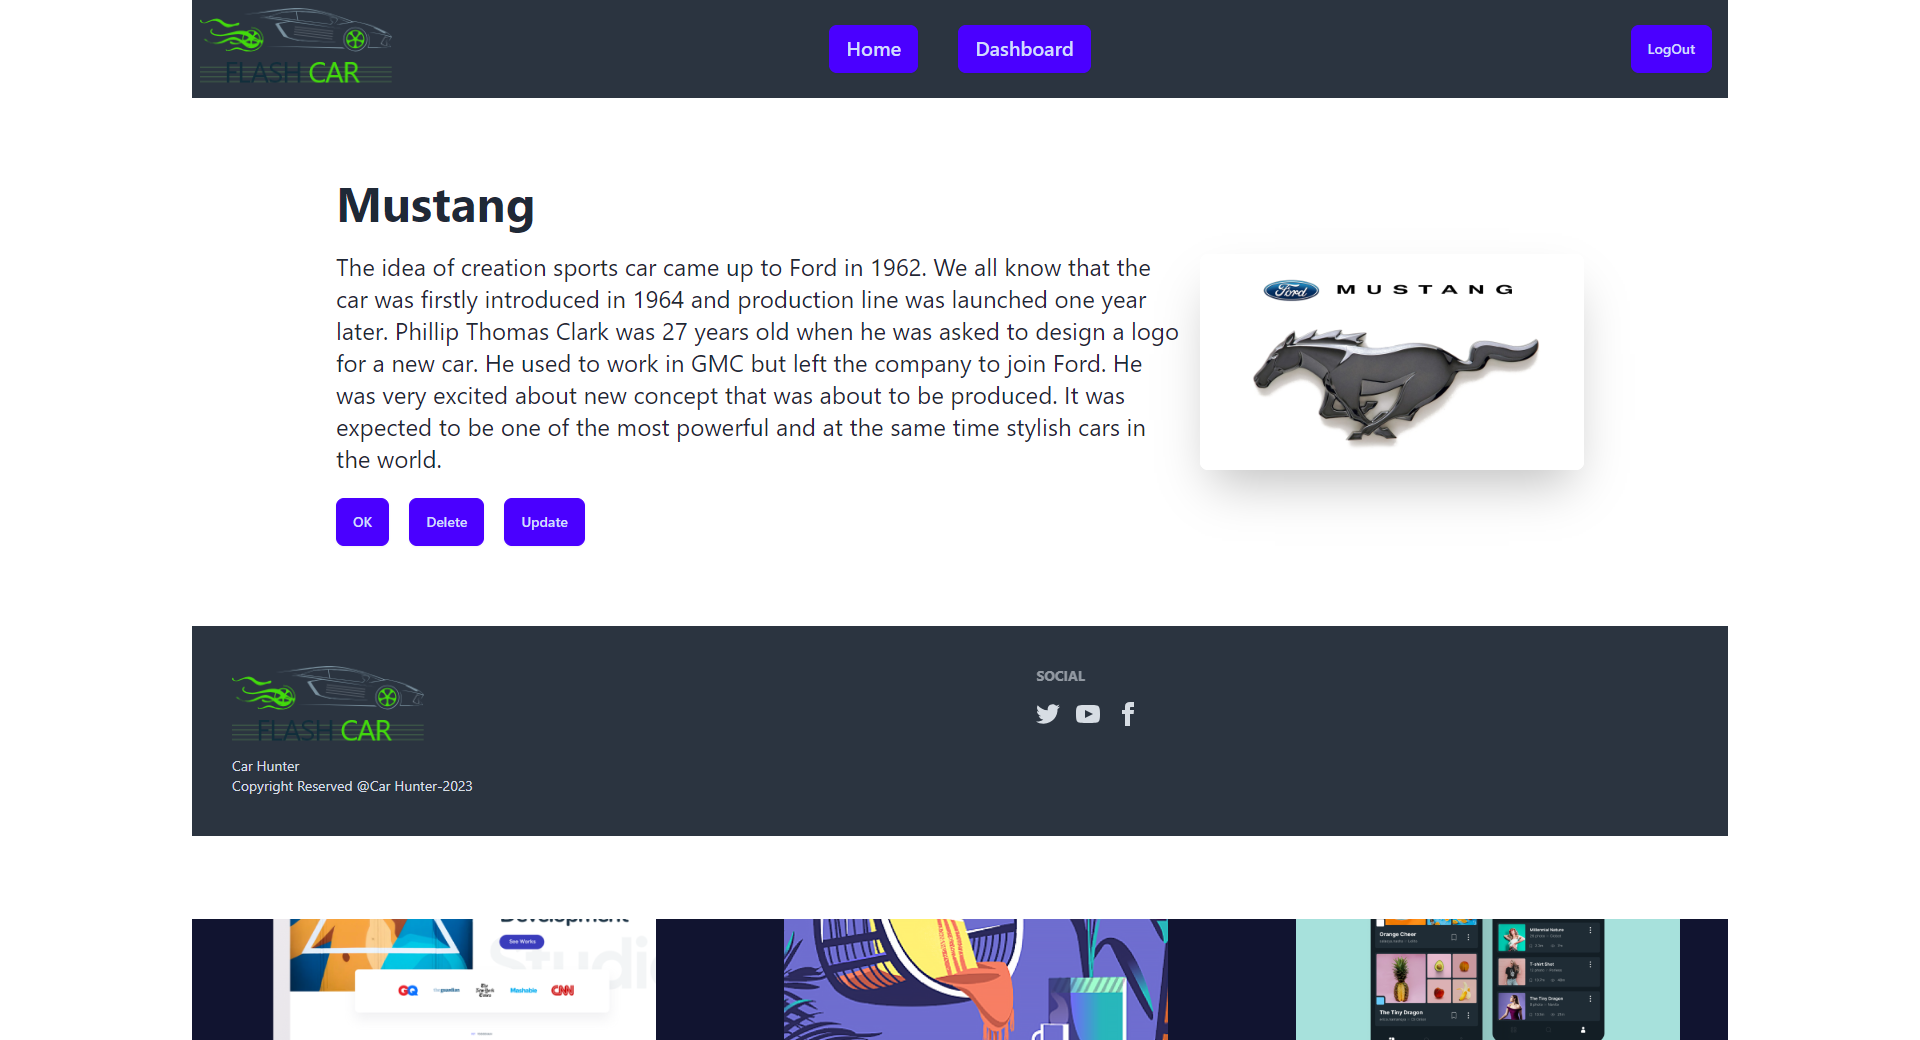 FLASH CAR
Home
Dashboard
LogOut
Mustang
The idea of creation sports car came up to Ford in 1962. We all know that the
car was firstly introduced in 1964 and production line was launched one year
later. Phillip Thomas Clark was 27 years old when he was asked to design a logo
for a new car. He used to work in GMC but left the company to join Ford. He
was very excited about new concept that was about to be produced. It was
expected to be one of the most powerful and at the same time stylish cars in
the world.
Ford MUSTANG
OK
Delete
Update
FLASH CAR
Car Hunter
Copyright Reserved @Car Hunter-2023
SOCIAL
Development
See Works
Studi
GQ
theguardian
The New York Times
Mashable
CNN
Orange Cheer
The Tiny Dragon
Millennial Nature
T-shirt Shot
The Tiny Dragon